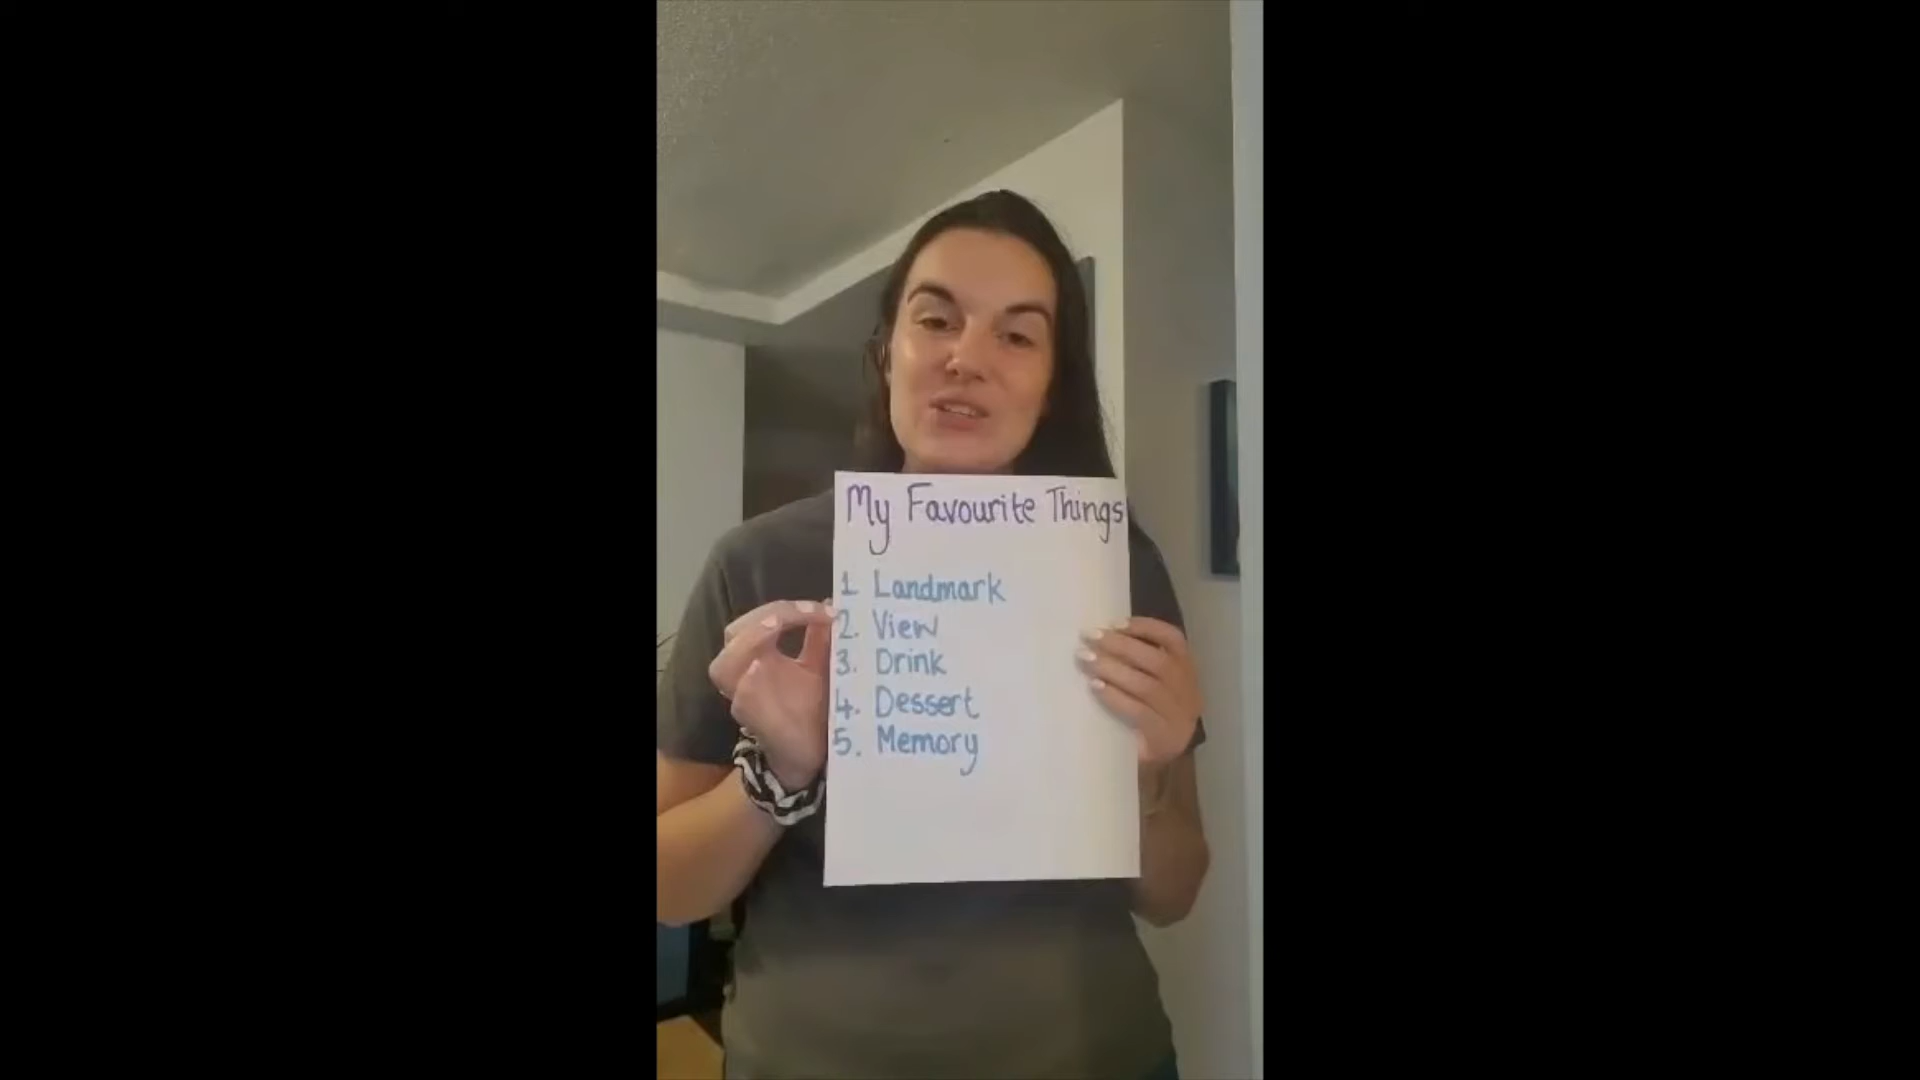 My Favourite Things
1 Landmark
2. View
3. Drink
4. Dessert
5. Memory